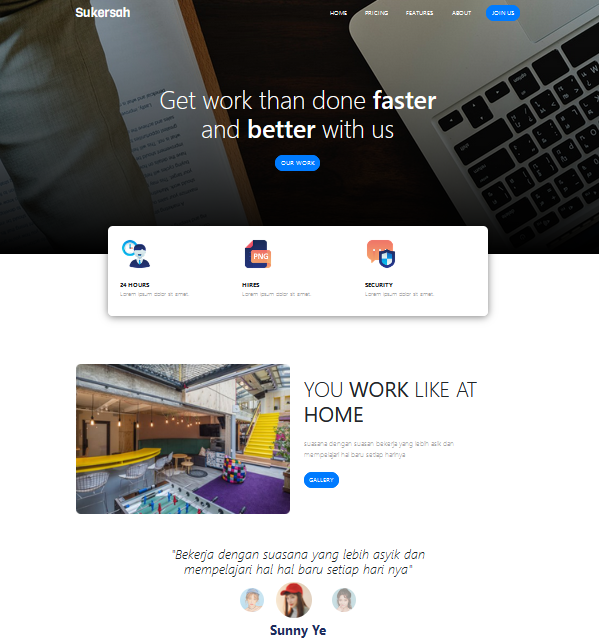 Sukersah
HOME PRICING FEATURES ABOUT JOIN US
Get work than done faster
and better with us
OUR WORK
PNG
24 HOURS HIRES SECURITY
Lorem ipsum dolor sit amet. Lorem ipsum dolor sit amet. Lorem ipsum dolor sit amet.
YOU WORK LIKE AT
HOME
suasana dengan suasan bekerja yang lebih asik dan
mempelajari hal baru setiap harinya
GALLERY
"Bekerja dengan suasana yang lebih asyik dan
mempelajari hal hal baru setiap hari nya"
Sunny Ye